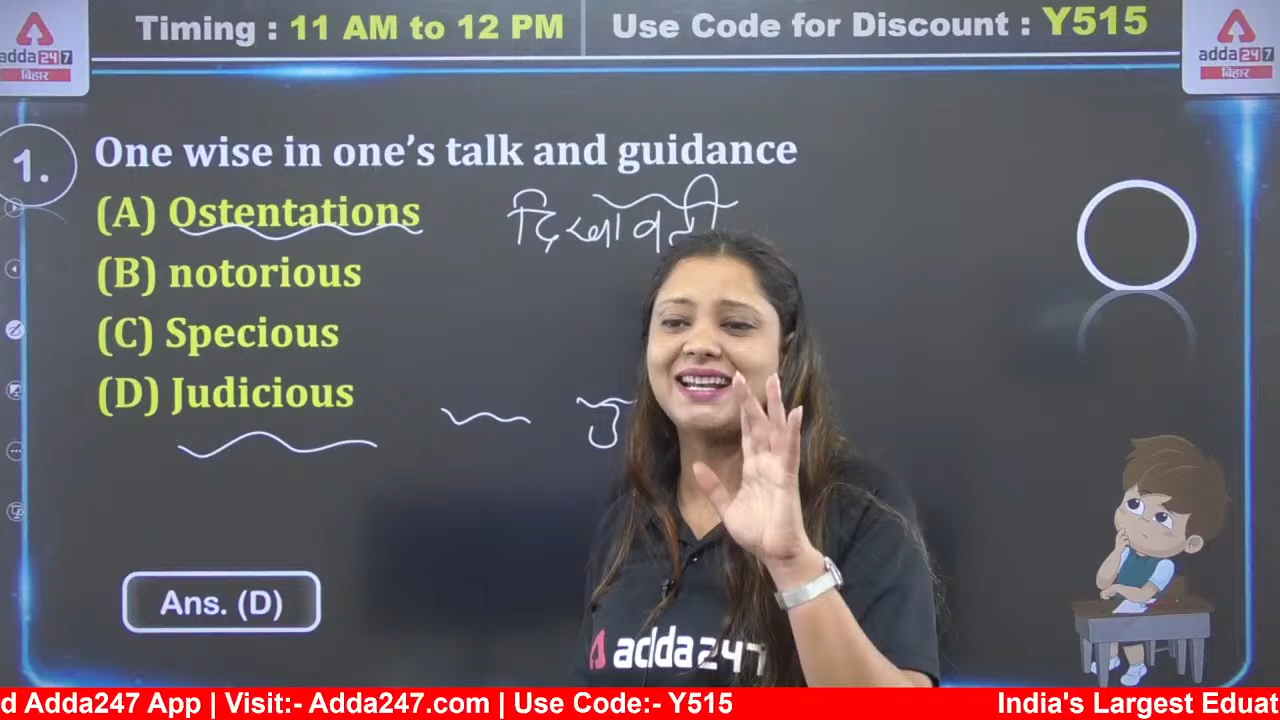 Timing : 11 AM to 12 PM
Use Code for Discount : Y515
adda247
बिहार
adda247
बिहार
1.
One wise in one's talk and guidance
(A) Ostentations
दिखावटी
(B) notorious
(C) Specious
(D) Judicious
Ans. (D)
adda247
d Adda247 App | Visit:- Adda247.com | Use Code:- Y515
India's Largest Eduat